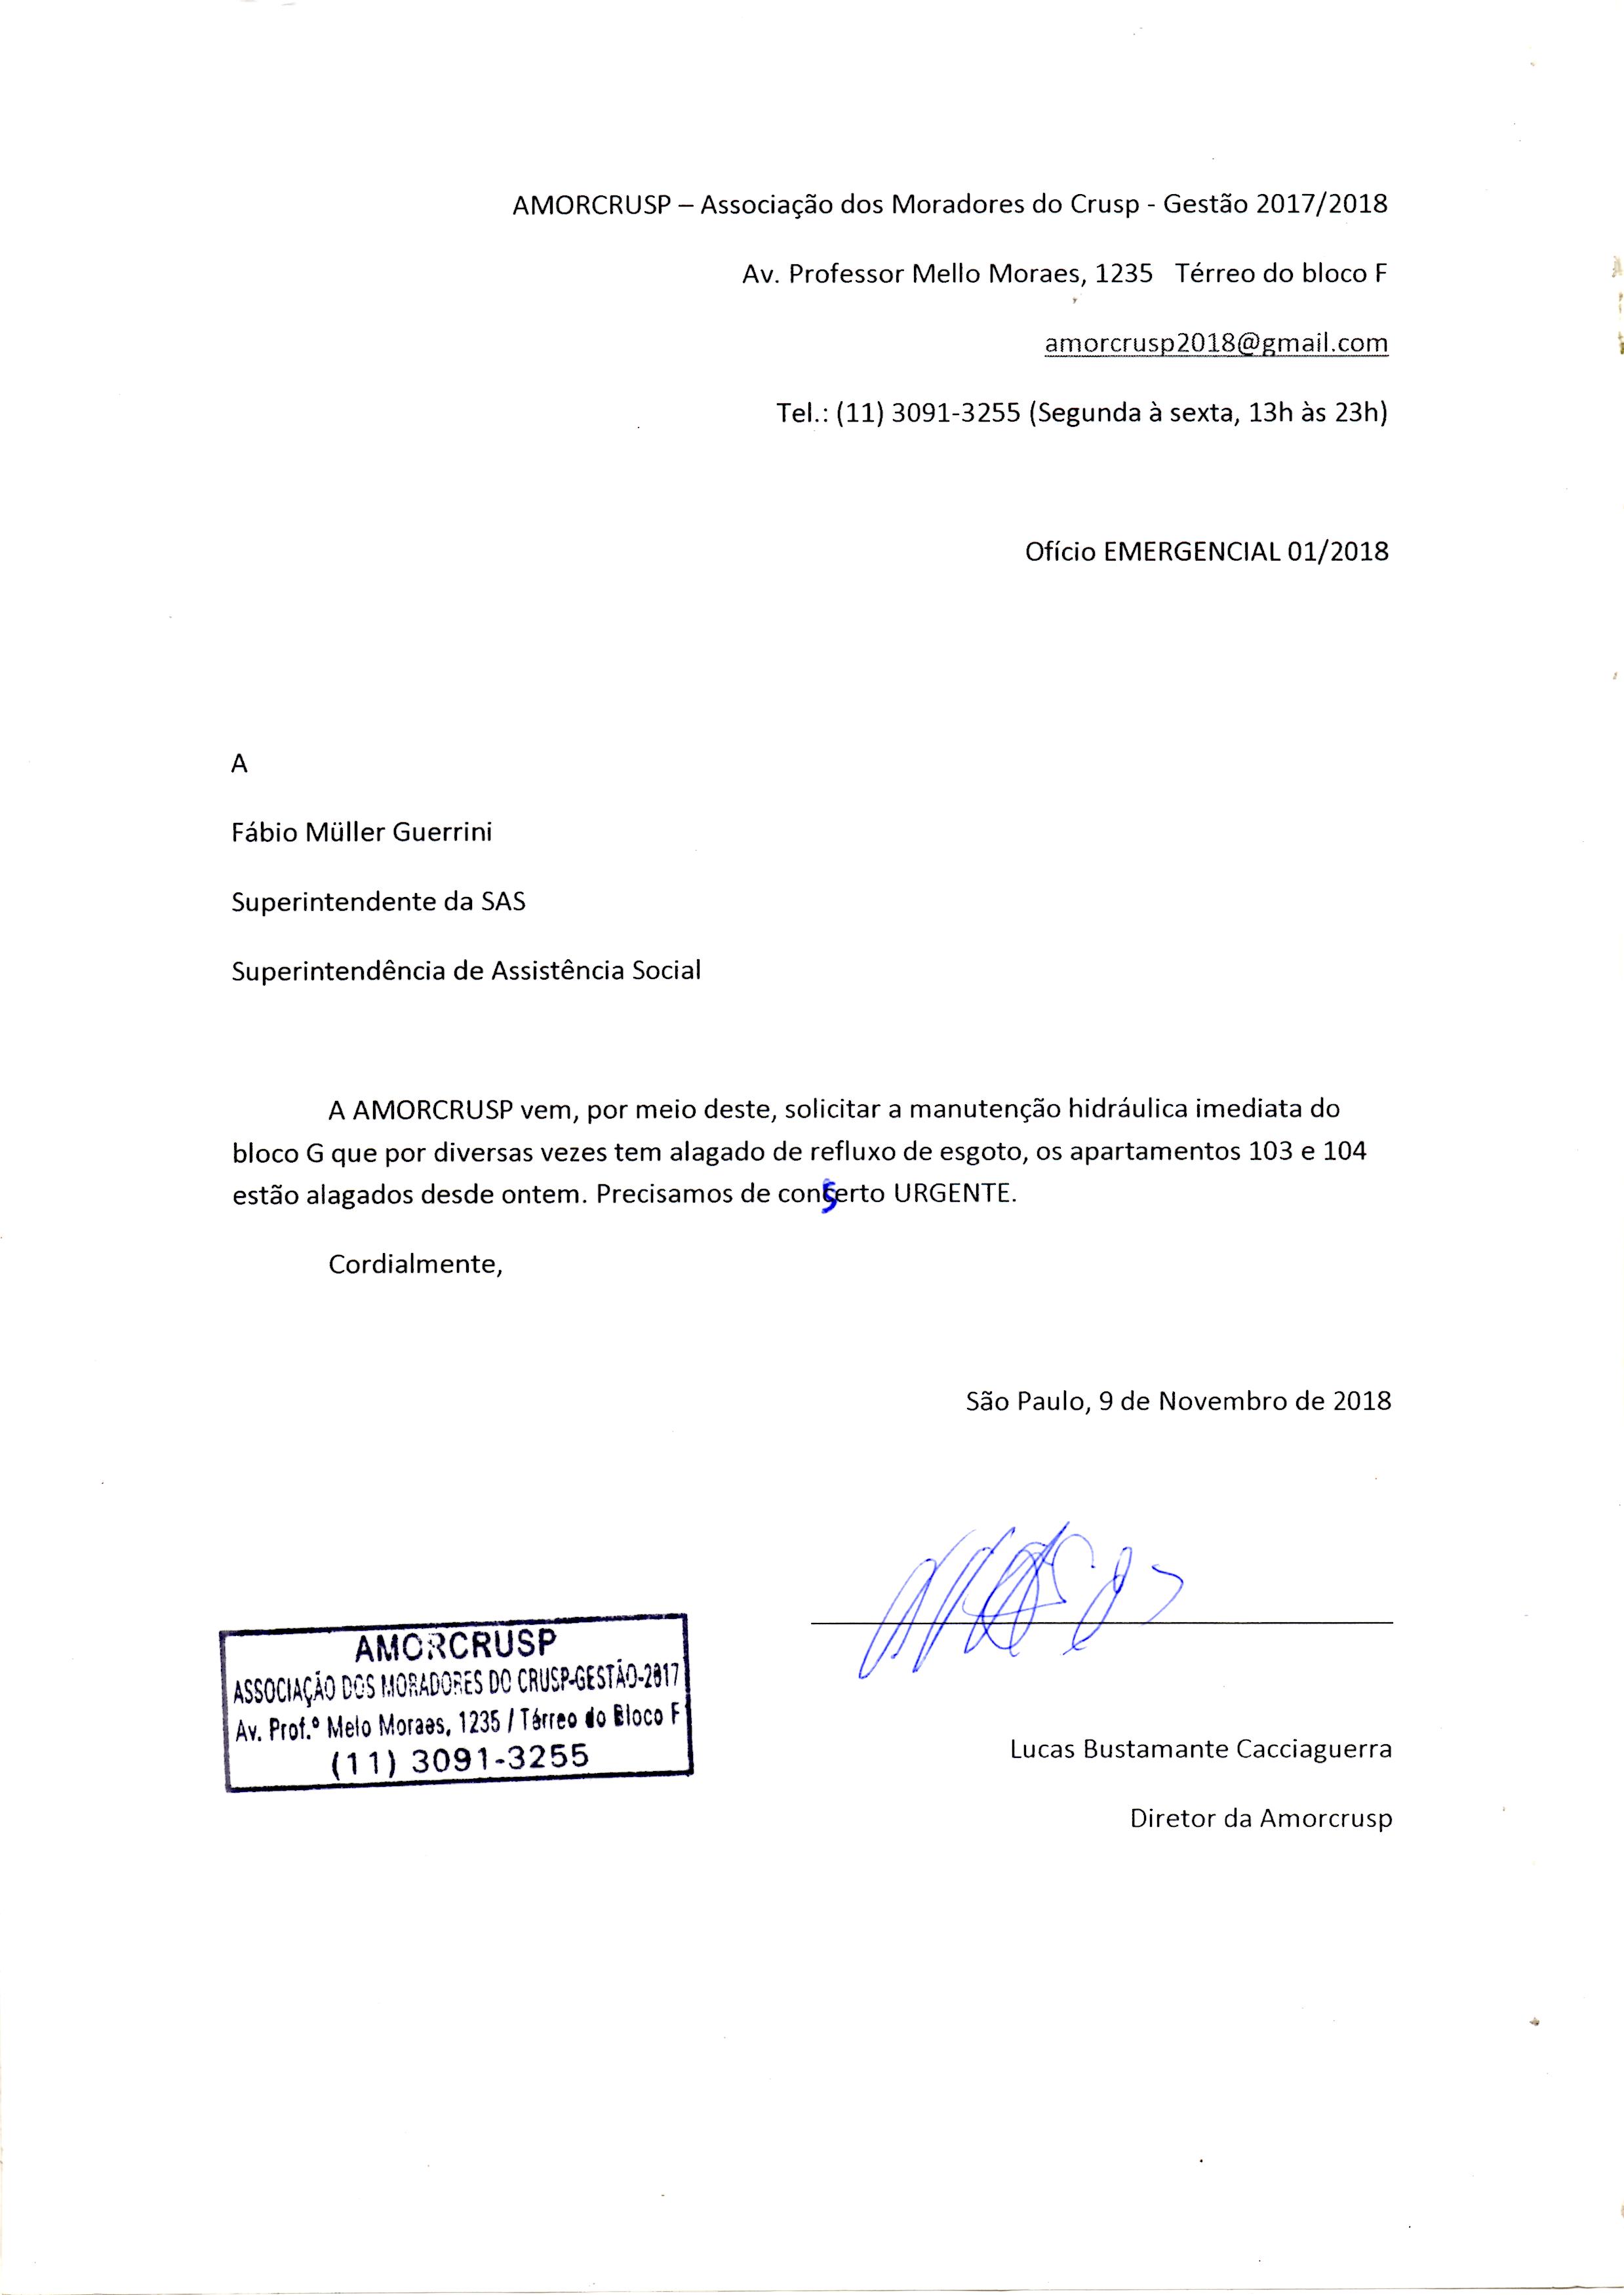 AMORCRUSP – Associação dos Moradores do Crusp - Gestão 2017/2018
Av. Professor Mello Moraes, 1235 Térreo do bloco F
amorcrusp2018@gmail.com
Tel.: (11) 3091-3255 (Segunda à sexta, 13h às 23h)
Ofício EMERGENCIAL 01/2018
A
Fábio Müller Guerrini
Superintendente da SAS
Superintendência de Assistência Social
A AMORCRUSP vem, por meio deste, solicitar a manutenção hidráulica imediata do
bloco G que por diversas vezes tem alagado de refluxo de esgoto, os apartamentos 103 e 104
estão alagados desde ontem. Precisamos de conserto URGENTE.
Cordialmente,
São Paulo, 9 de Novembro de 2018
AMORCRUSP
ASSOCIAÇÃO DOS MORADORES DO CRUSP-GESTÃO-2017
Av. Prof.º Melo Moraes, 1235 / Térreo do Bloco F
(11) 3091-3255
Lucas Bustamante Cacciaguerra
Diretor da Amorcrusp